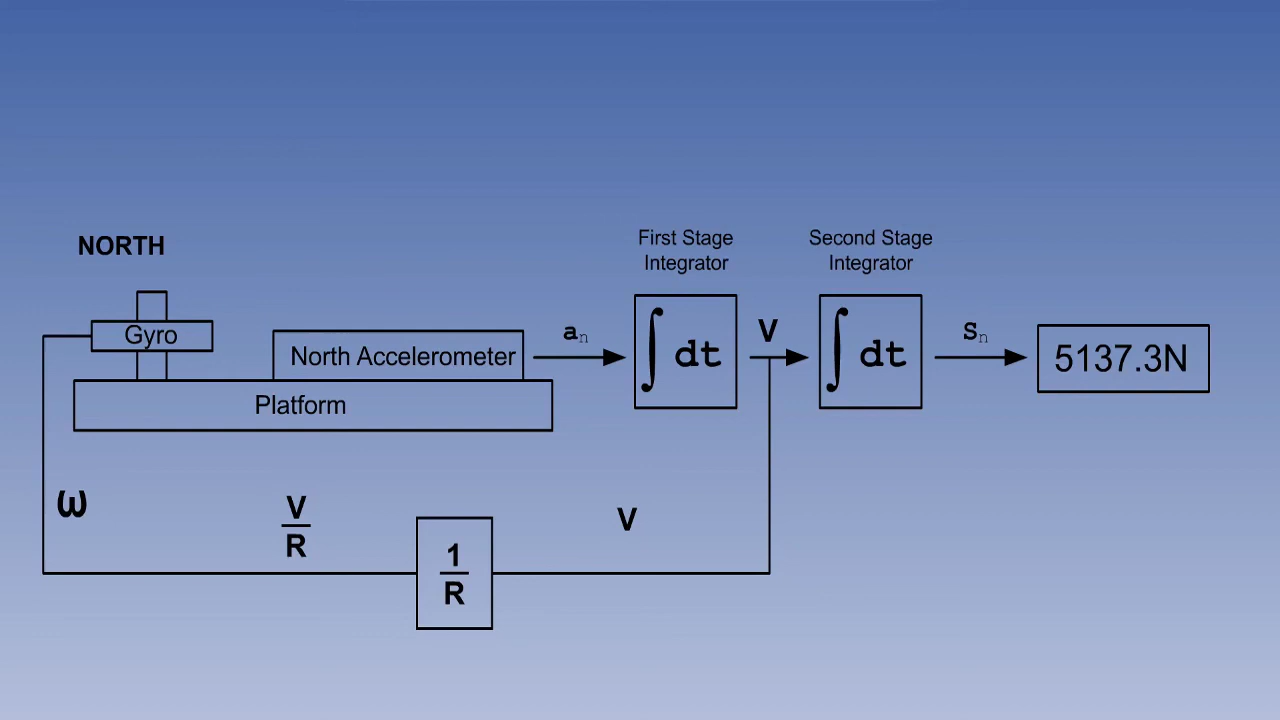 NORTH
First Stage
Integrator
Second Stage
Integrator
Gyro
North Accelerometer
Platform
aₙ
∫ dt
V
∫ dt
Sₙ
5137.3N
ω
V
R
1
R
V